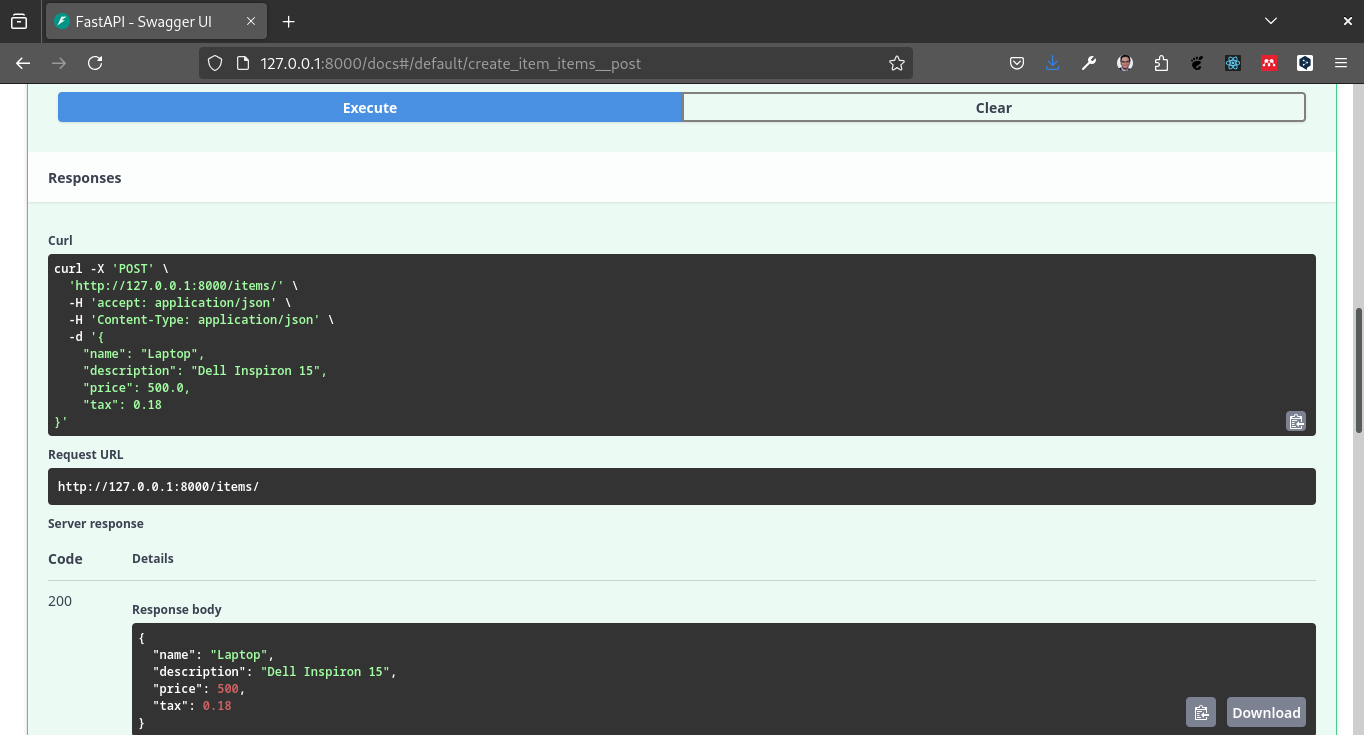 FastAPI - Swagger UI
127.0.0.1:8000/docs#/default/create_item_items__post
Execute
Clear
Responses
Curl
curl -X 'POST' \
  'http://127.0.0.1:8000/items/' \
  -H 'accept: application/json' \
  -H 'Content-Type: application/json' \
  -d '{
    "name": "Laptop",
    "description": "Dell Inspiron 15",
    "price": 500.0,
    "tax": 0.18
}'
Request URL
http://127.0.0.1:8000/items/
Server response
Code Details
200
Response body
{
  "name": "Laptop",
  "description": "Dell Inspiron 15",
  "price": 500,
  "tax": 0.18
}
Download